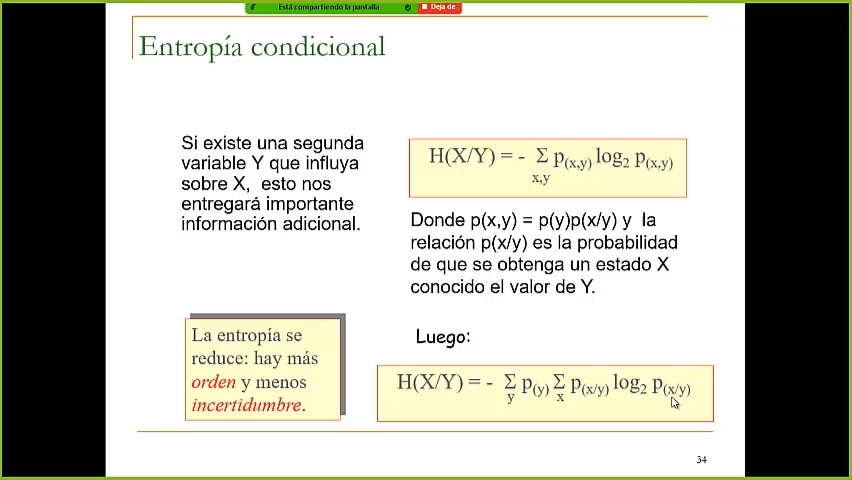 Está compartiendo la pantalla
Deja de
Entropía condicional
Si existe una segunda
variable Y que influya
sobre X, esto nos
entregará importante
información adicional.
H(X/Y) = - Σ p(x,y) log2 p(x,y)
x,y
Donde p(x,y) = p(y)p(x/y) y la
relación p(x/y) es la probabilidad
de que se obtenga un estado X
conocido el valor de Y.
La entropía se
reduce: hay más
orden y menos
incertidumbre.
Luego:
H(X/Y) = - Σ p(y) Σ p(x/y) log2 p(x/y)
y x
34